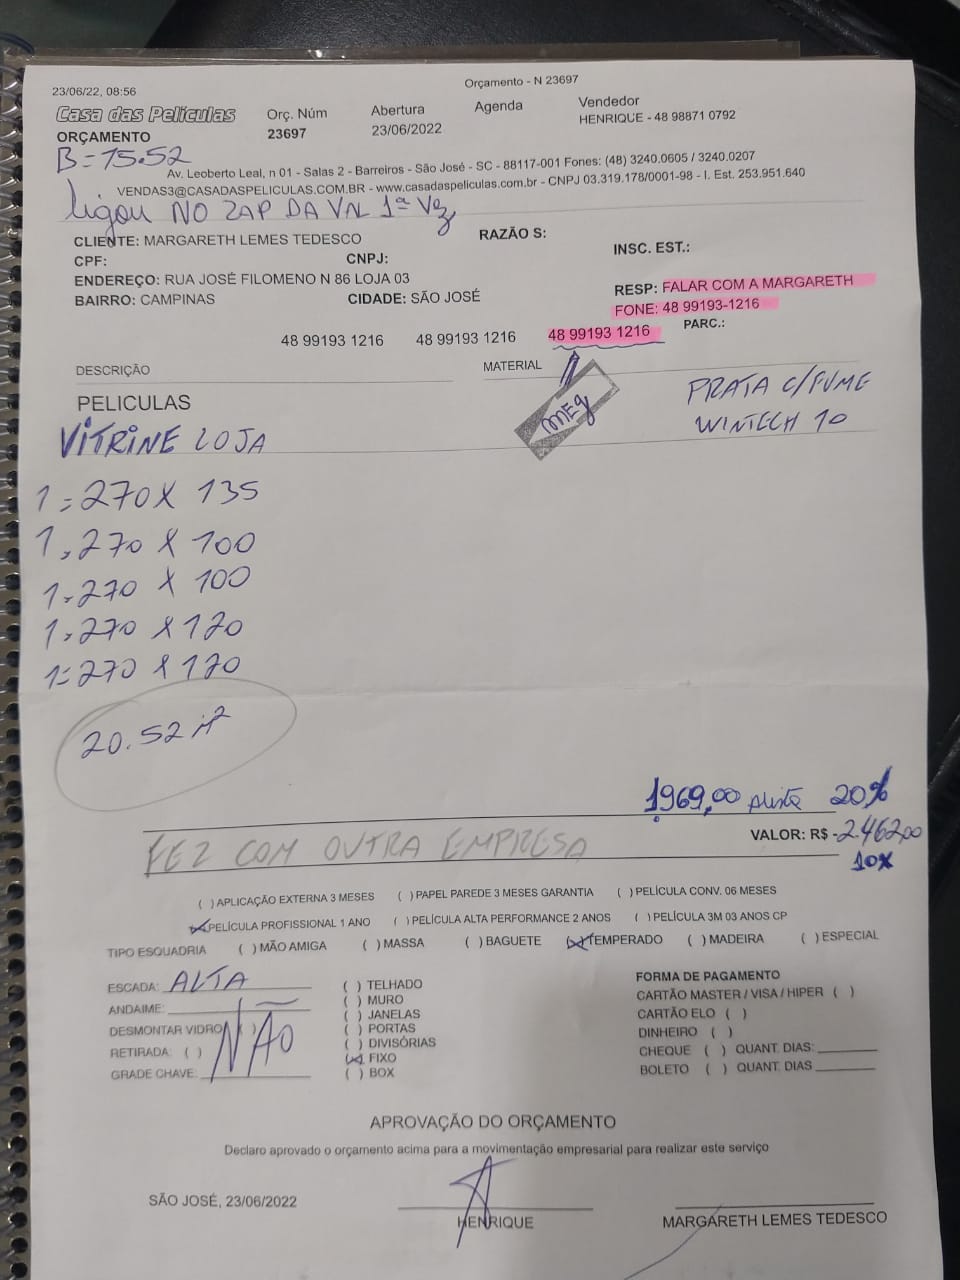 Orçamento - N 23697
23/06/22, 08:56
Casa das Películas
ORÇAMENTO
Orç. Núm
23697
Abertura
23/06/2022
Agenda
Vendedor
HENRIQUE - 48 98871 0792
B=15.52
Av. Leoberto Leal, n 01 - Salas 2 - Barreiros - São José - SC - 88117-001 Fones: (48) 3240.0605 / 3240.0207
VENDAS3@CASADASPELICULAS.COM.BR - www.casadaspeliculas.com.br - CNPJ 03.319.178/0001-98 - I. Est. 253.951.640
Ligou NO ZAP DA VAL 1ª Vez
CLIENTE: MARGARETH LEMES TEDESCO
RAZÃO S:
INSC. EST.:
CPF:
CNPJ:
ENDEREÇO: RUA JOSÉ FILOMENO N 86 LOJA 03
RESP: FALAR COM A MARGARETH
BAIRRO: CAMPINAS
CIDADE: SÃO JOSÉ
FONE: 48 99193-1216
48 99193 1216 48 99193 1216 48 99193 1216
PARC.:
DESCRIÇÃO
MATERIAL
PELICULAS
MEg
PRATA C/FUME
WINTECH 10
VITRINE LOJA
1=270X 135
1,270 X 100
1-270 X 100
1-270 X 120
1=270 X 120
20.52 M²
1969,00 Avista 20%
VALOR: R$ -2.462,00
10X
FEZ COM OUTRA EMPRESA
( )APLICAÇÃO EXTERNA 3 MESES ( )PAPEL PAREDE 3 MESES GARANTIA ( )PELÍCULA CONV. 06 MESES
(X)PELÍCULA PROFISSIONAL 1 ANO ( )PELÍCULA ALTA PERFORMANCE 2 ANOS ( )PELÍCULA 3M 03 ANOS CP
TIPO ESQUADRIA ( )MÃO AMIGA ( )MASSA ( )BAGUETE (X)TEMPERADO ( )MADEIRA ( )ESPECIAL
ESCADA: ALTA
ANDAIME:
DESMONTAR VIDRO ( )
RETIRADA: ( )
GRADE CHAVE:
NÃO
( ) TELHADO
( ) MURO
( ) JANELAS
( ) PORTAS
( ) DIVISÓRIAS
(X) FIXO
( ) BOX
FORMA DE PAGAMENTO
CARTÃO MASTER / VISA / HIPER ( )
CARTÃO ELO ( )
DINHEIRO ( )
CHEQUE ( ) QUANT. DIAS:
BOLETO ( ) QUANT. DIAS
APROVAÇÃO DO ORÇAMENTO
Declaro aprovado o orçamento acima para a movimentação empresarial para realizar este serviço
SÃO JOSÉ, 23/06/2022
HENRIQUE
MARGARETH LEMES TEDESCO